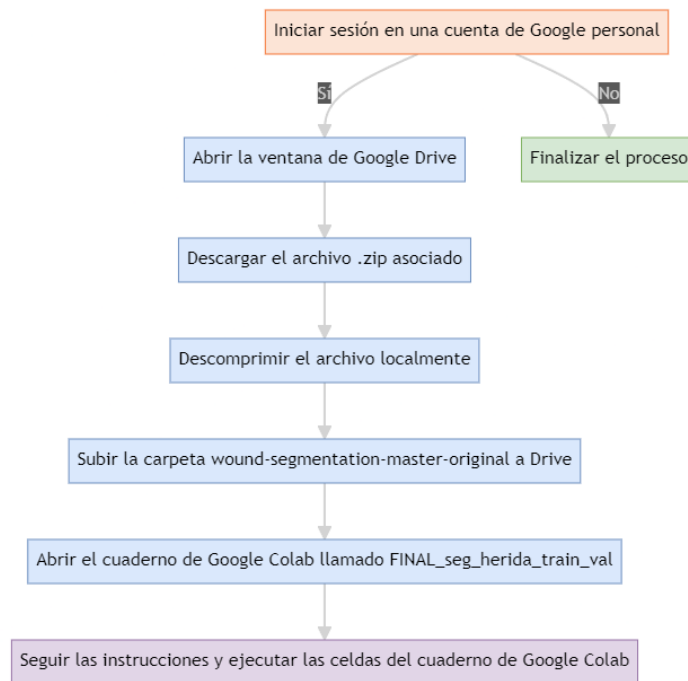 Iniciar sesión en una cuenta de Google personal
Sí
No
Abrir la ventana de Google Drive
Finalizar el proceso
Descargar el archivo .zip asociado
Descomprimir el archivo localmente
Subir la carpeta wound-segmentation-master-original a Drive
Abrir el cuaderno de Google Colab llamado FINAL_seg_herida_train_val
Seguir las instrucciones y ejecutar las celdas del cuaderno de Google Colab